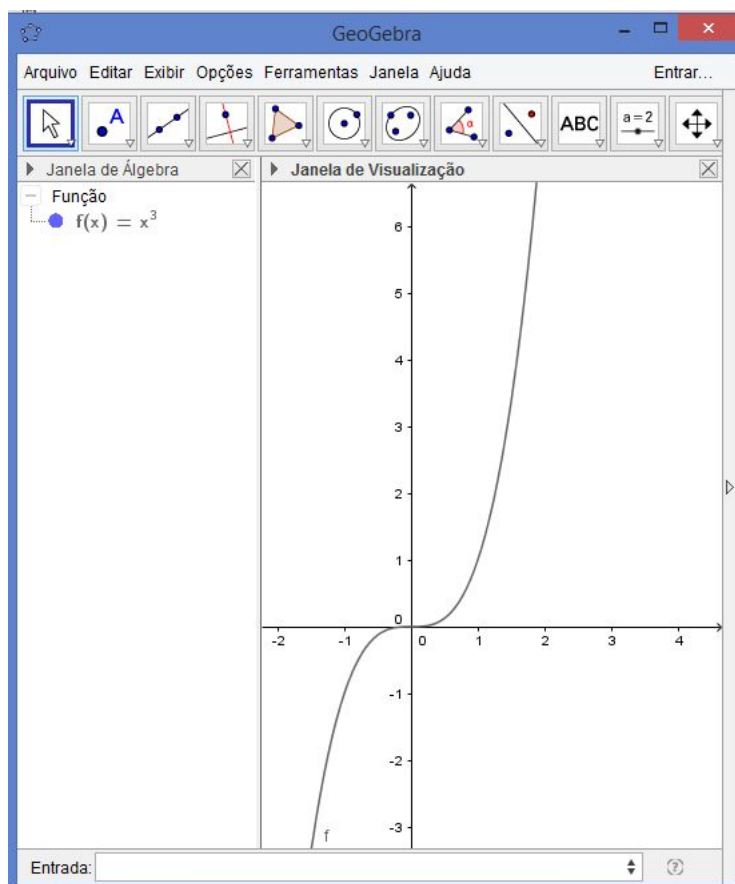 GeoGebra
Arquivo Editar Exibir Opções Ferramentas Janela Ajuda Entrar...
A α ABC a=2
Janela de Álgebra
Janela de Visualização
Função
f(x) = x³
6
5
4
3
2
1
0
-2 -1 0 1 2 3 4
-1
-2
-3
f
Entrada:
?